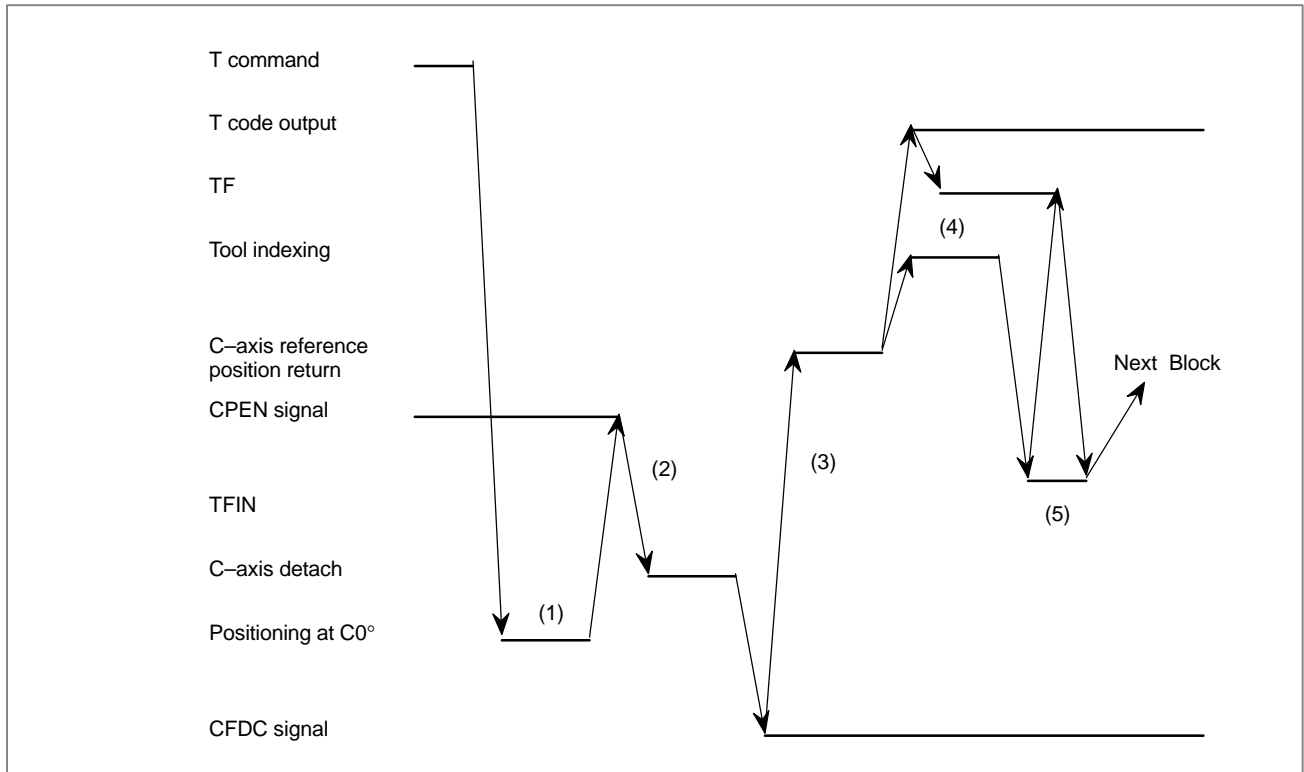 T command
T code output
TF
(4)
Tool indexing
C–axis reference
position return
Next Block
CPEN signal
(2)
(3)
TFIN
(5)
C–axis detach
(1)
Positioning at C0°
CFDC signal